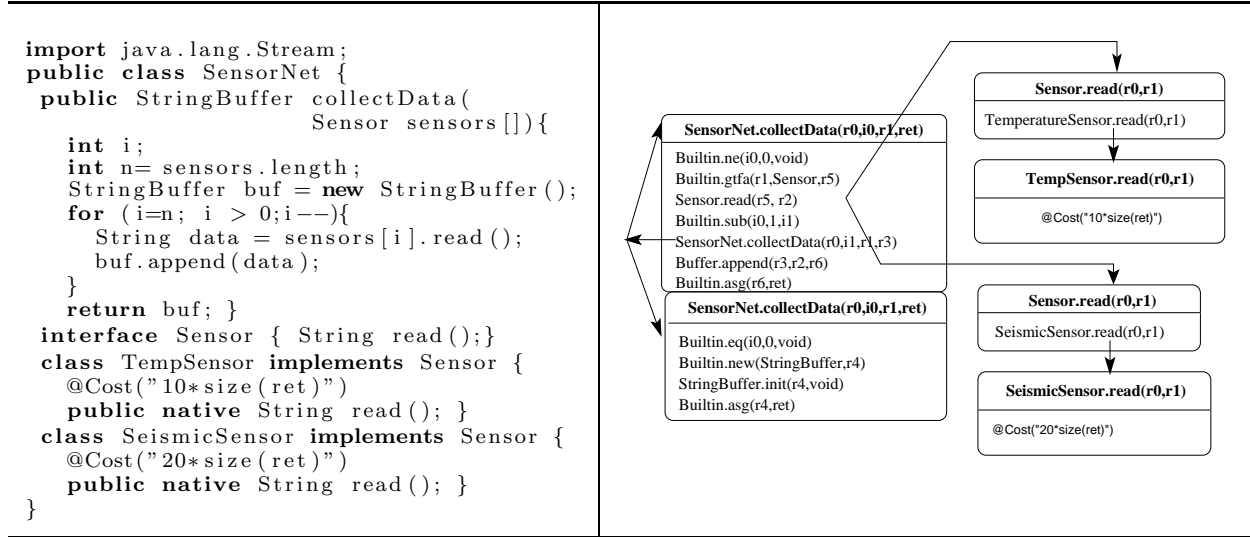 import java.lang.Stream;
public class SensorNet {
public StringBuffer collectData(
Sensor sensors[]){
int i;
int n= sensors.length;
StringBuffer buf = new StringBuffer();
for (i=n; i > 0;i--){
String data = sensors[i].read();
buf.append(data);
}
return buf; }
interface Sensor { String read();}
class TempSensor implements Sensor {
@Cost("10*size(ret)")
public native String read(); }
class SeismicSensor implements Sensor {
@Cost("20*size(ret)")
public native String read(); }
}
SensorNet.collectData(r0,i0,r1,ret)
Builtin.ne(i0,0,void)
Builtin.gtfa(r1,Sensor,r5)
Sensor.read(r5, r2)
Builtin.sub(i0,1,i1)
SensorNet.collectData(r0,i1,r1,r3)
Buffer.append(r3,r2,r6)
Builtin.asg(r6,ret)
SensorNet.collectData(r0,i0,r1,ret)
Builtin.eq(i0,0,void)
Builtin.new(StringBuffer,r4)
StringBuffer.init(r4,void)
Builtin.asg(r4,ret)
Sensor.read(r0,r1)
TemperatureSensor.read(r0,r1)
TempSensor.read(r0,r1)
@Cost("10*size(ret)")
Sensor.read(r0,r1)
SeismicSensor.read(r0,r1)
SeismicSensor.read(r0,r1)
@Cost("20*size(ret)")